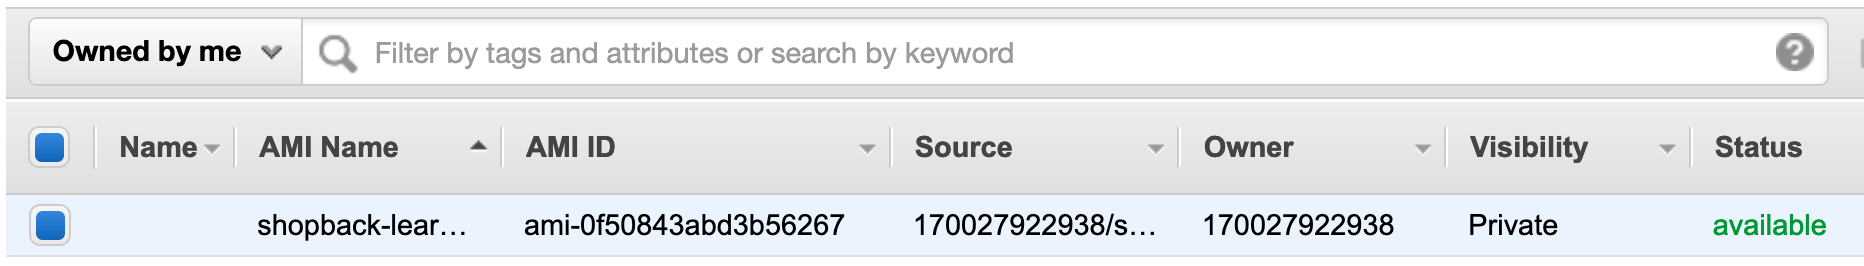 Owned by me Filter by tags and attributes or search by keyword ?
Name AMI Name AMI ID Source Owner Visibility Status
shopback-lear... ami-0f50843abd3b56267 170027922938/s... 170027922938 Private available